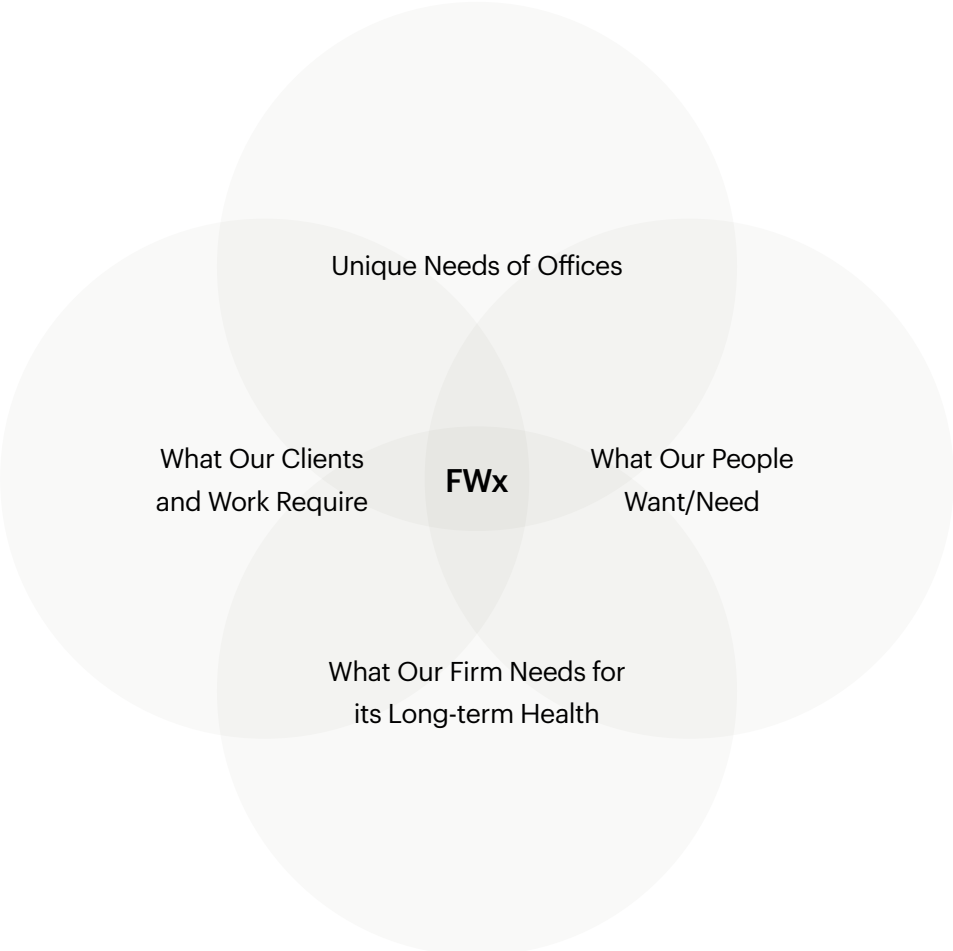 Unique Needs of Offices
What Our Clients
and Work Require
FWx
What Our People
Want/Need
What Our Firm Needs for
its Long-term Health